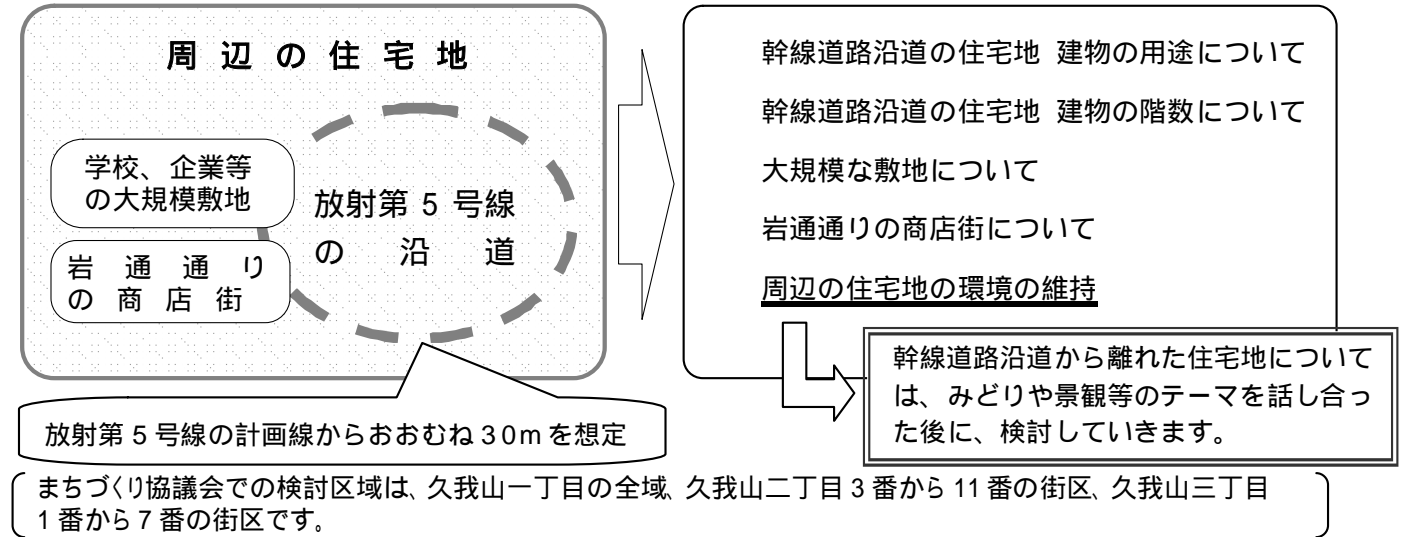 周辺の住宅地
学校、企業等
の大規模敷地
放射第5号線
の沿道
岩通通り
の商店街
放射第5号線の計画線からおおむね30mを想定
幹線道路沿道の住宅地 建物の用途について
幹線道路沿道の住宅地 建物の階数について
大規模な敷地について
岩通通りの商店街について
周辺の住宅地の環境の維持
幹線道路沿道から離れた住宅地について
は、みどりや景観等のテーマを話し合っ
た後に、検討していきます。
まちづくり協議会での検討区域は、久我山一丁目の全域、久我山二丁目3番から11番の街区、久我山三丁目
1番から7番の街区です。